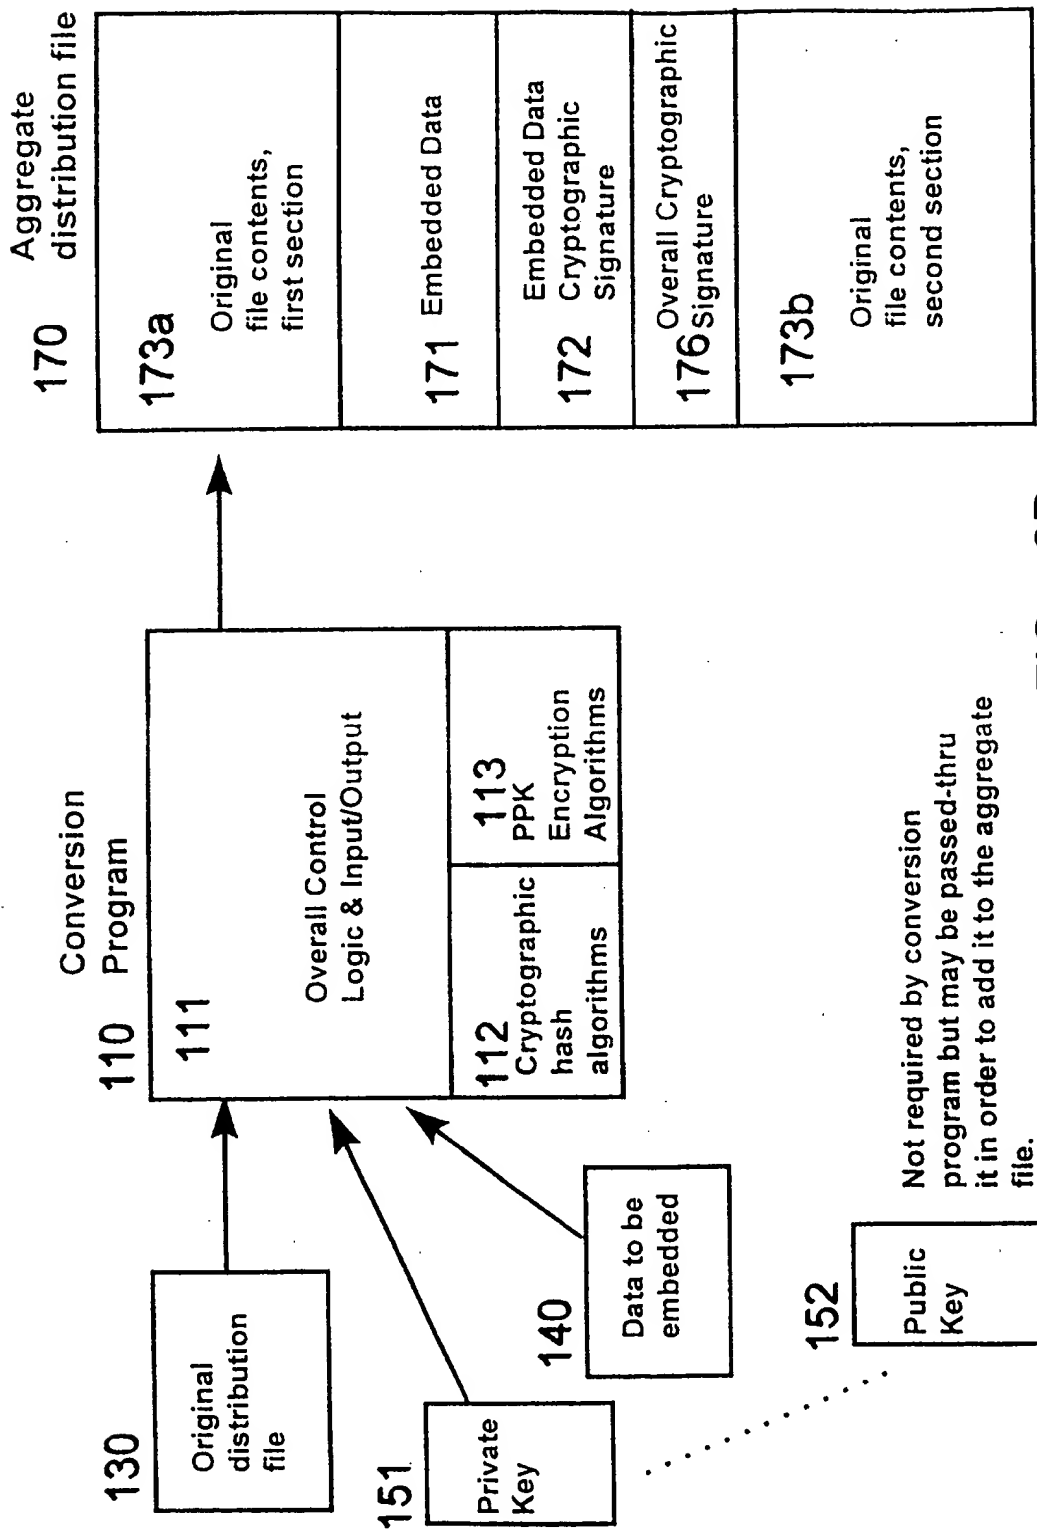 130
Original
distribution
file
151
Private
Key
140
Data to be
embedded
152
Public
Key
Not required by conversion
program but may be passed-thru
it in order to add it to the aggregate
file.
110
Conversion
Program
111
Overall Control
Logic & Input/Output
112
Cryptographic
hash
algorithms
113
PPK
Encryption
Algorithms
170
Aggregate
distribution file
173a
Original
file contents,
first section
171 Embedded Data
172
Embedded Data
Cryptographic
Signature
176
Overall Cryptographic
Signature
173b
Original
file contents,
second section